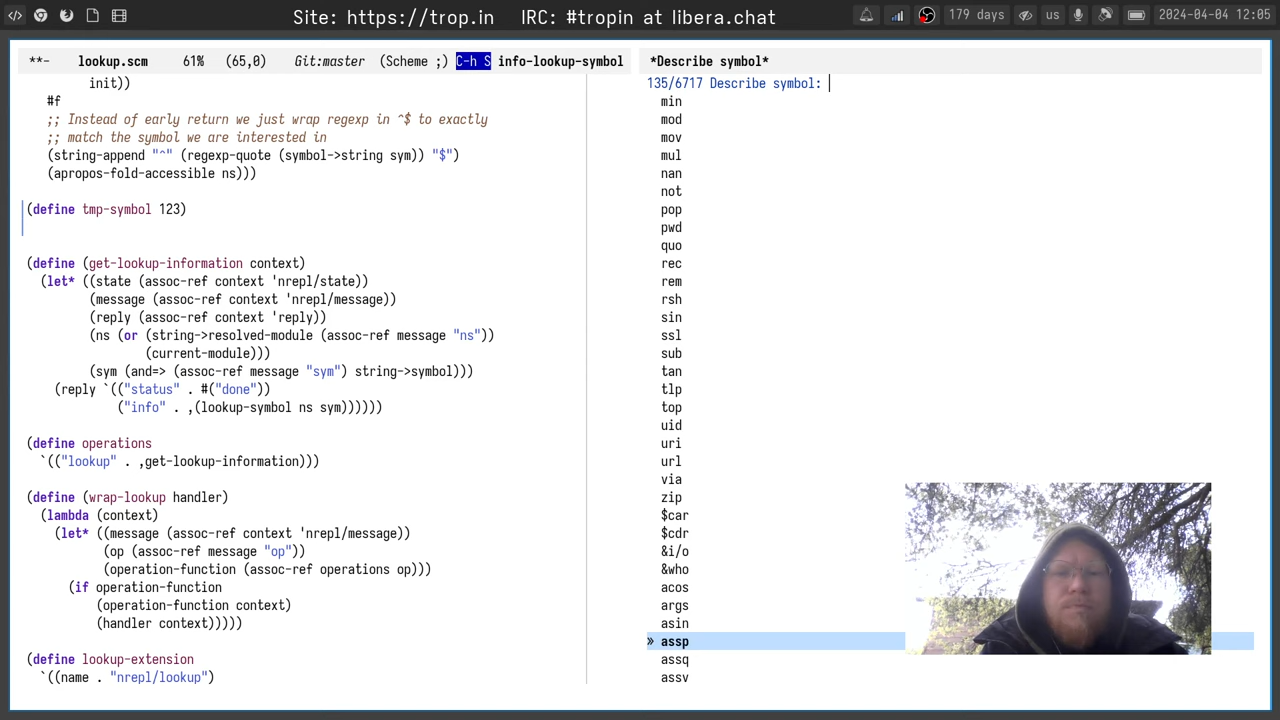 Site: https://trop.in IRC: #tropin at libera.chat
179 days us 2024-04-04 12:05
**- lookup.scm 61% (65,0) Git:master (Scheme ;) C-h S info-lookup-symbol
init))
#f
;; Instead of early return we just wrap regexp in ^$ to exactly
;; match the symbol we are interested in
(string-append "^" (regexp-quote (symbol->string sym)) "$")
(apropos-fold-accessible ns)))
(define tmp-symbol 123)
(define (get-lookup-information context)
(let* ((state (assoc-ref context 'nrepl/state))
(message (assoc-ref context 'nrepl/message))
(reply (assoc-ref context 'reply))
(ns (or (string->resolved-module (assoc-ref message "ns"))
(current-module)))
(sym (and=> (assoc-ref message "sym") string->symbol)))
(reply `(("status" . #("done"))
("info" . ,(lookup-symbol ns sym))))))
(define operations
`(("lookup" . ,get-lookup-information)))
(define (wrap-lookup handler)
(lambda (context)
(let* ((message (assoc-ref context 'nrepl/message))
(op (assoc-ref message "op"))
(operation-function (assoc-ref operations op)))
(if operation-function
(operation-function context)
(handler context)))))
(define lookup-extension
`((name . "nrepl/lookup")
*Describe symbol*
135/6717 Describe symbol:
min
mod
mov
mul
nan
not
pop
pwd
quo
rec
rem
rsh
sin
ssl
sub
tan
tlp
top
uid
uri
url
via
zip
$car
$cdr
&i/o
&who
acos
args
asin
» assp
assq
assv